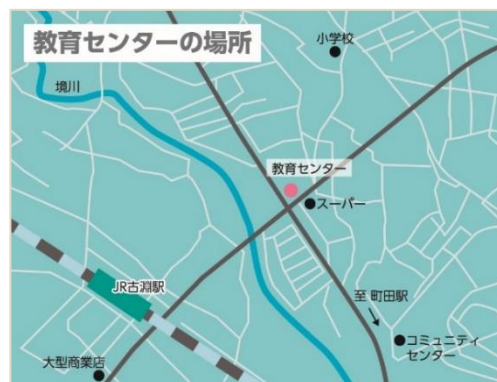 教育センターの場所
小学校
境川
教育センター
スーパー
至 町田駅
JR古淵駅
コミュニティ
センター
大型商業店